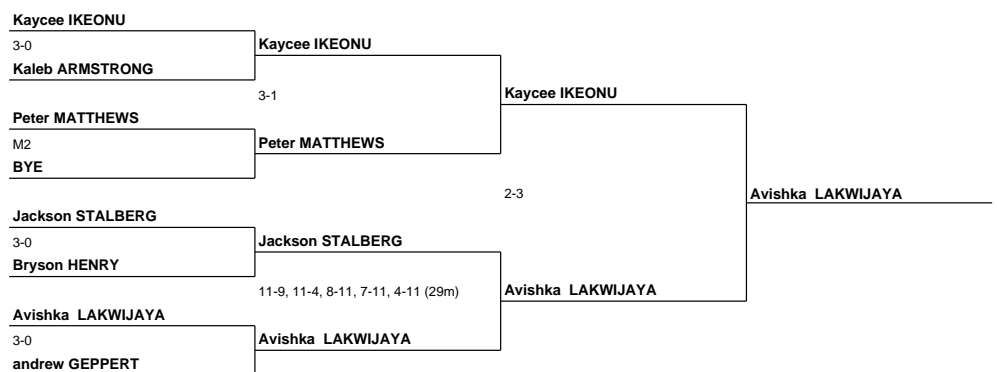 Kaycee IKEONU
3-0
Kaycee IKEONU
Kaleb ARMSTRONG
3-1
Kaycee IKEONU
Peter MATTHEWS
M2
Peter MATTHEWS
BYE
2-3
Avishka  LAKWIJAYA
Jackson STALBERG
3-0
Jackson STALBERG
Bryson HENRY
11-9, 11-4, 8-11, 7-11, 4-11 (29m)
Avishka  LAKWIJAYA
Avishka  LAKWIJAYA
3-0
Avishka  LAKWIJAYA
andrew GEPPERT